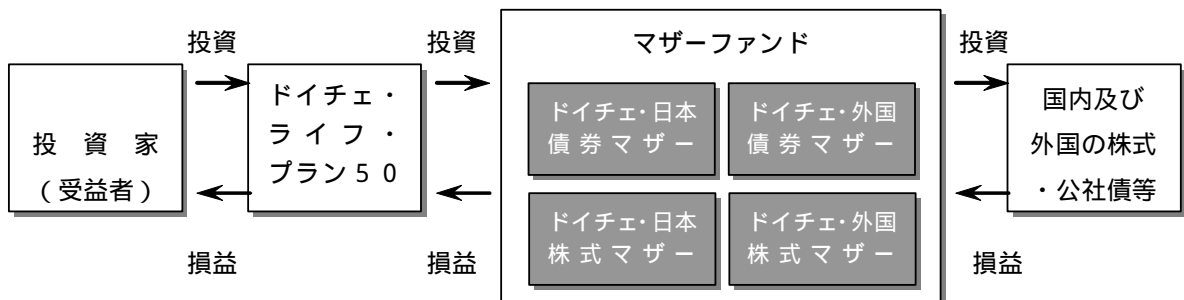 投資
投資
マザーファンド
投資
投資家
(受益者)
ドイチェ・
ライフ・
プラン50
ドイチェ・日本
債券マザー
ドイチェ・外国
債券マザー
ドイチェ・日本
株式マザー
ドイチェ・外国
株式マザー
国内及び
外国の株式
・公社債等
損益
損益
損益